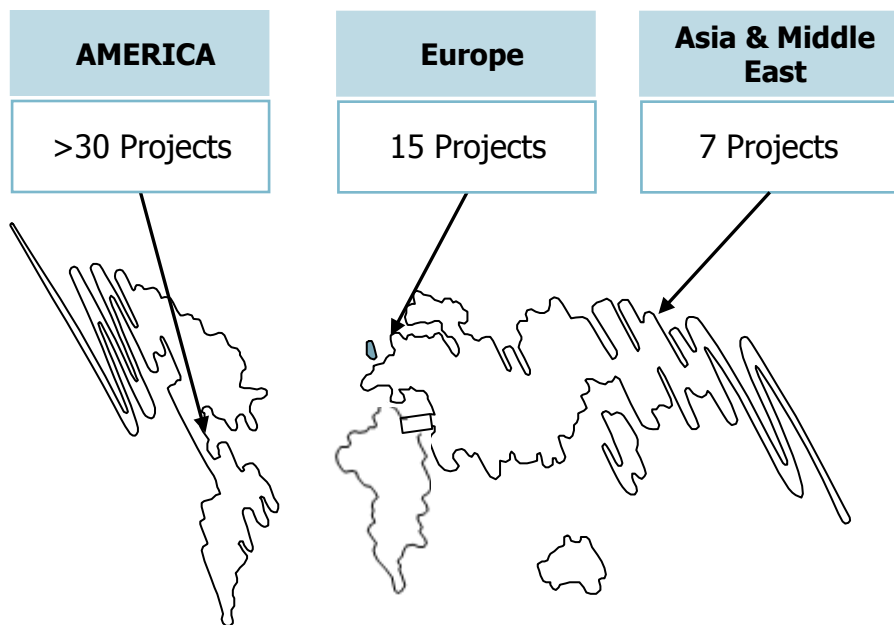 AMERICA
>30 Projects
Europe
15 Projects
Asia & Middle
East
7 Projects